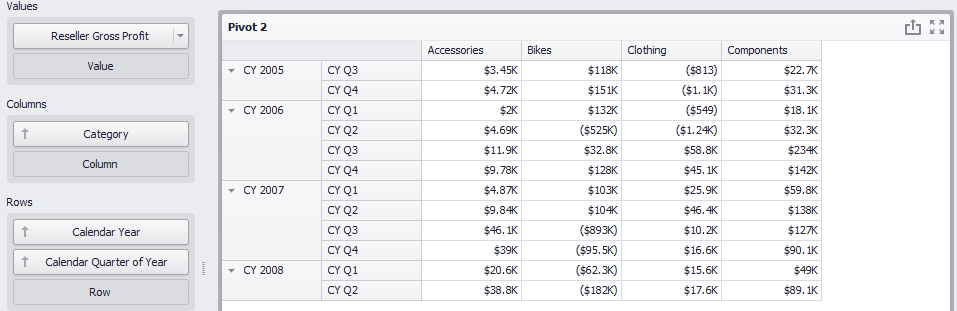 Values
Reseller Gross Profit
Value
Columns
Category
Column
Rows
Calendar Year
Calendar Quarter of Year
Row
Pivot 2
Accessories Bikes Clothing Components
CY 2005 CY Q3 $3.45K $118K ($813) $22.7K
CY Q4 $4.72K $151K ($1.1K) $31.3K
CY 2006 CY Q1 $2K $132K ($549) $18.1K
CY Q2 $4.69K ($525K) ($1.24K) $32.3K
CY Q3 $11.9K $32.8K $58.8K $234K
CY Q4 $9.78K $128K $45.1K $142K
CY 2007 CY Q1 $4.87K $103K $25.9K $59.8K
CY Q2 $9.84K $104K $46.4K $138K
CY Q3 $46.1K ($893K) $10.2K $127K
CY Q4 $39K ($95.5K) $16.6K $90.1K
CY 2008 CY Q1 $20.6K ($62.3K) $15.6K $49K
CY Q2 $38.8K ($182K) $17.6K $89.1K